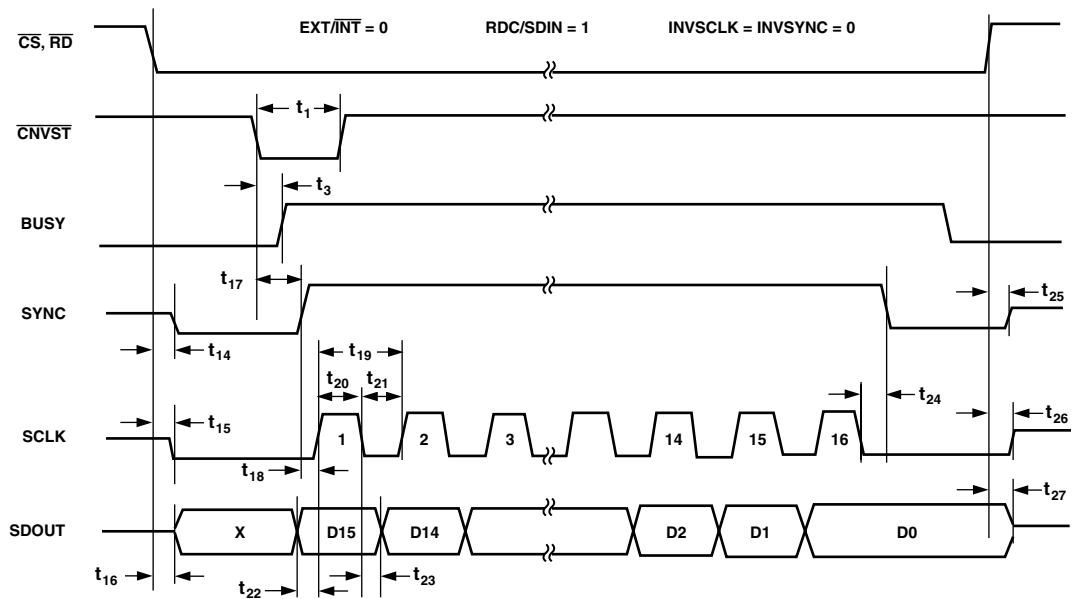 EXT/INT = 0 RDC/SDIN = 1 INVSCLK = INVSYNC = 0
CS, RD
t1
CNVST
t3
BUSY
t17
SYNC
t25
t14
t19
t20 t21
t24
t15
t26
SCLK
1 2 3 14 15 16
t18
t27
SDOUT
X D15 D14 D2 D1 D0
t16
t22
t23